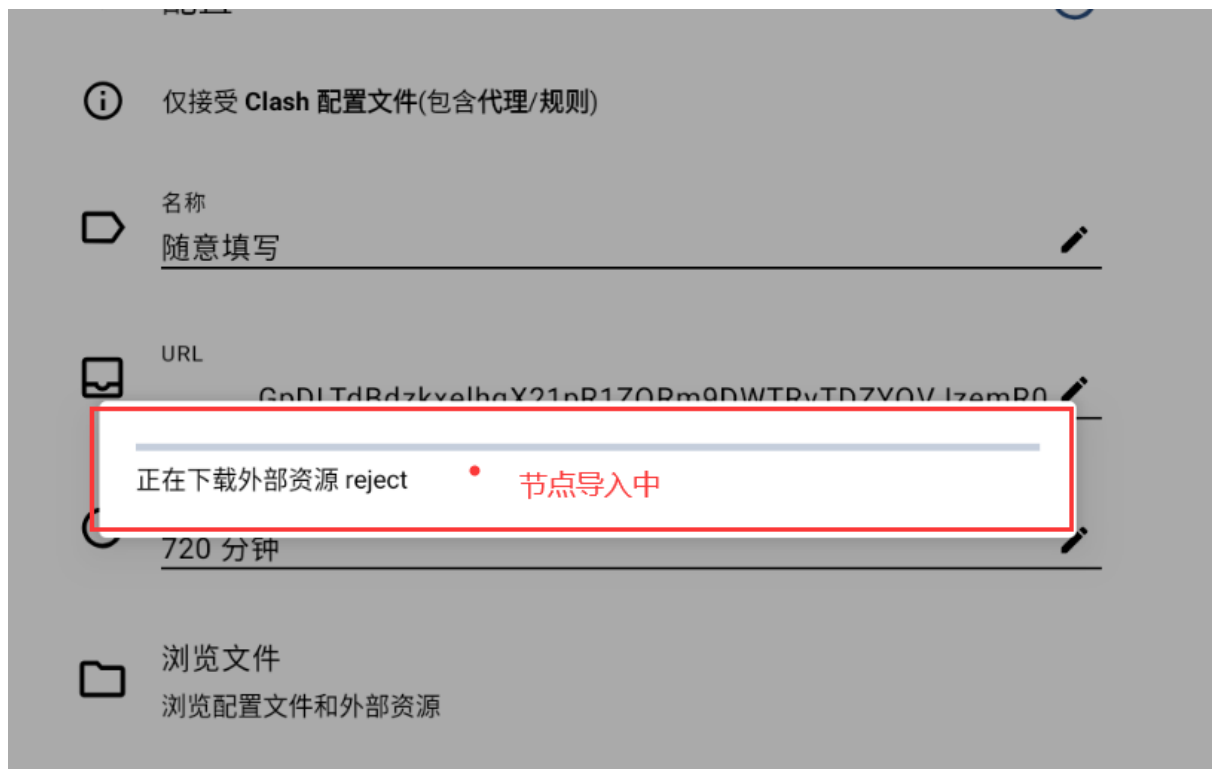 仅接受 Clash 配置文件(包含代理/规则)
名称
随意填写
URL
正在下载外部资源 reject
节点导入中
720 分钟
浏览文件
浏览配置文件和外部资源